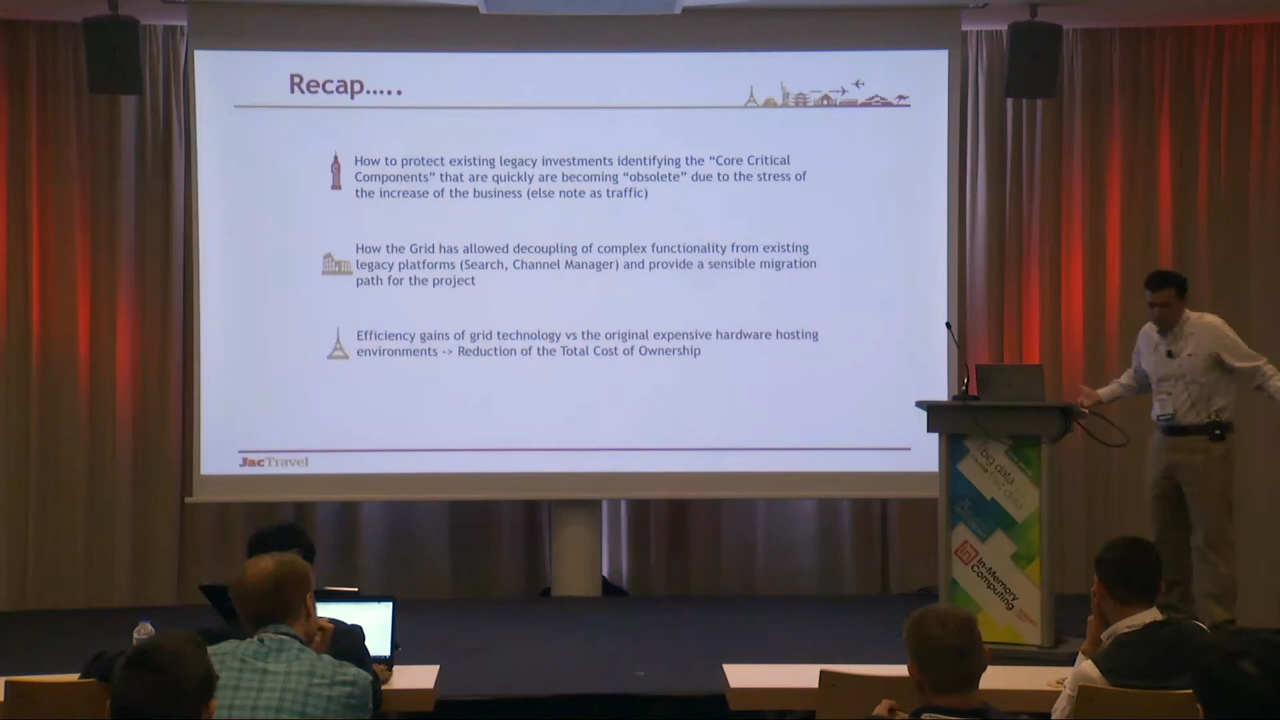 Recap.....
How to protect existing legacy investments identifying the “Core Critical
Components” that are quickly are becoming “obsolete” due to the stress of
the increase of the business (else note as traffic)
How the Grid has allowed decoupling of complex functionality from existing
legacy platforms (Search, Channel Manager) and provide a sensible migration
path for the project
Efficiency gains of grid technology vs the original expensive hardware hosting
environments -> Reduction of the Total Cost of Ownership
JacTravel
big data
fast data
In-Memory
Computing